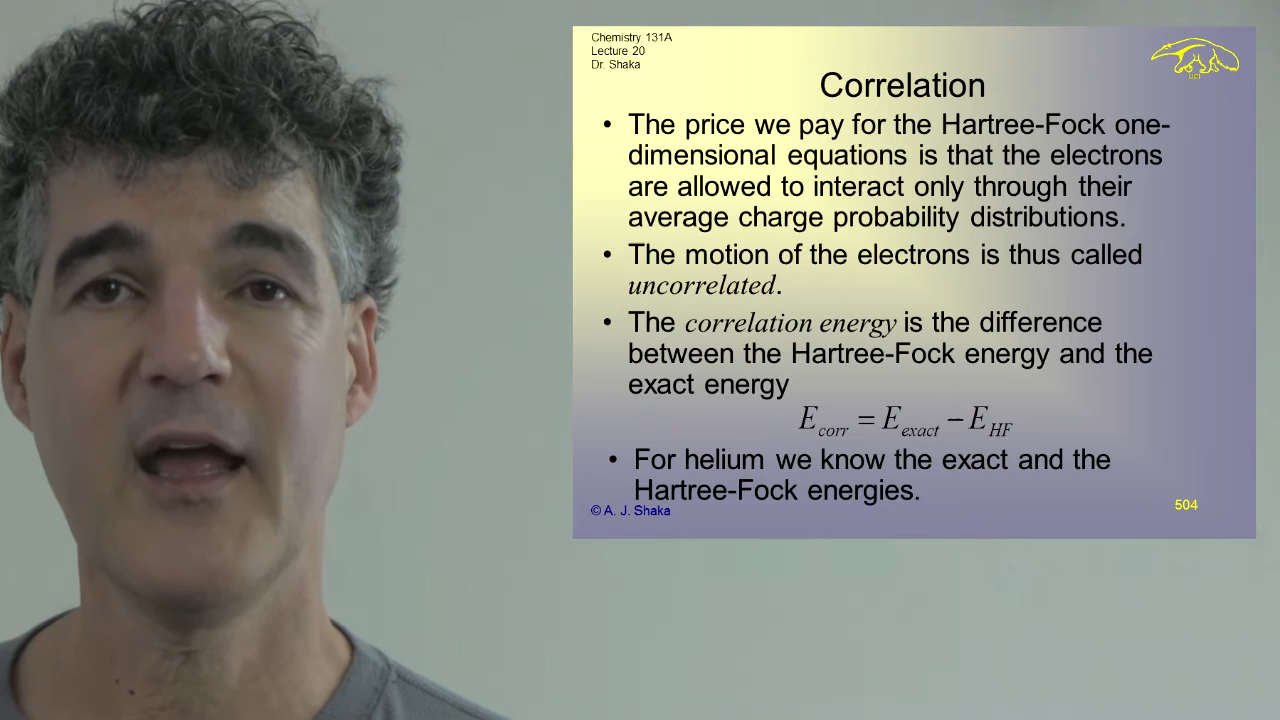 Chemistry 131A
Lecture 20
Dr. Shaka
UCI
Correlation
• The price we pay for the Hartree-Fock one-
dimensional equations is that the electrons
are allowed to interact only through their
average charge probability distributions.
• The motion of the electrons is thus called
uncorrelated.
• The correlation energy is the difference
between the Hartree-Fock energy and the
exact energy
E_corr = E_exact − E_HF
• For helium we know the exact and the
Hartree-Fock energies.
© A. J. Shaka
504